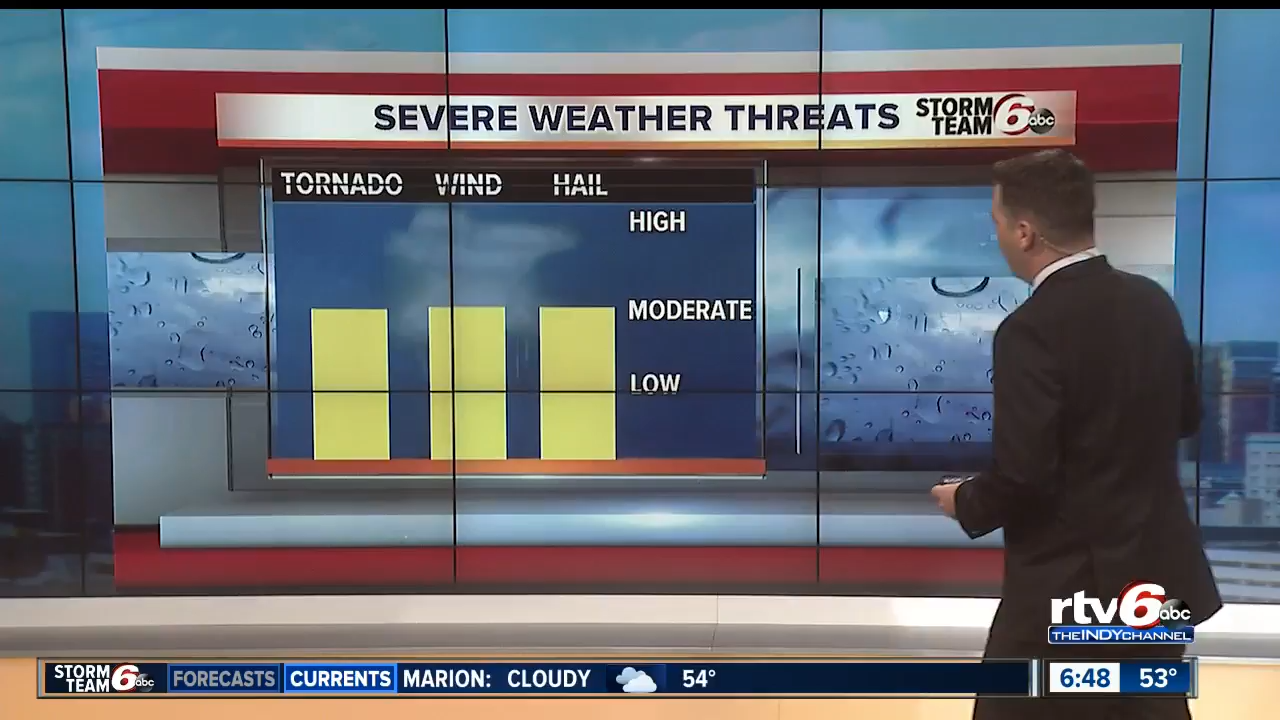 SEVERE WEATHER THREATS
STORM TEAM 6 abc
TORNADO WIND HAIL
HIGH
MODERATE
LOW
rtv6 abc
THEINDYCHANNEL
STORM TEAM 6 abc FORECASTS CURRENTS MARION: CLOUDY 54° 6:48 53°